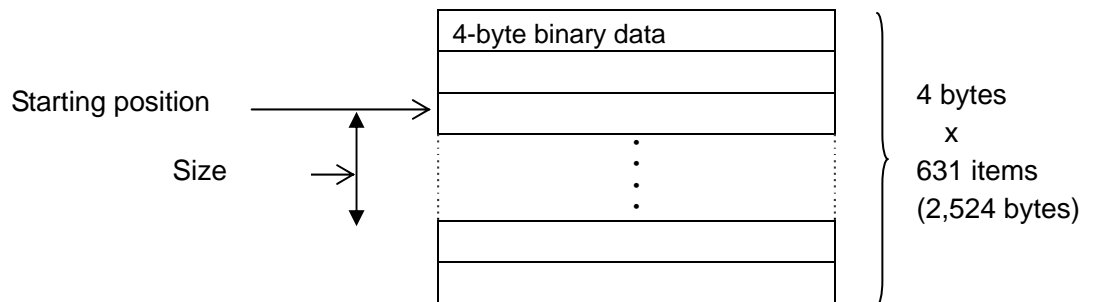 4-byte binary data
Starting position
Size
4 bytes
x
631 items
(2,524 bytes)